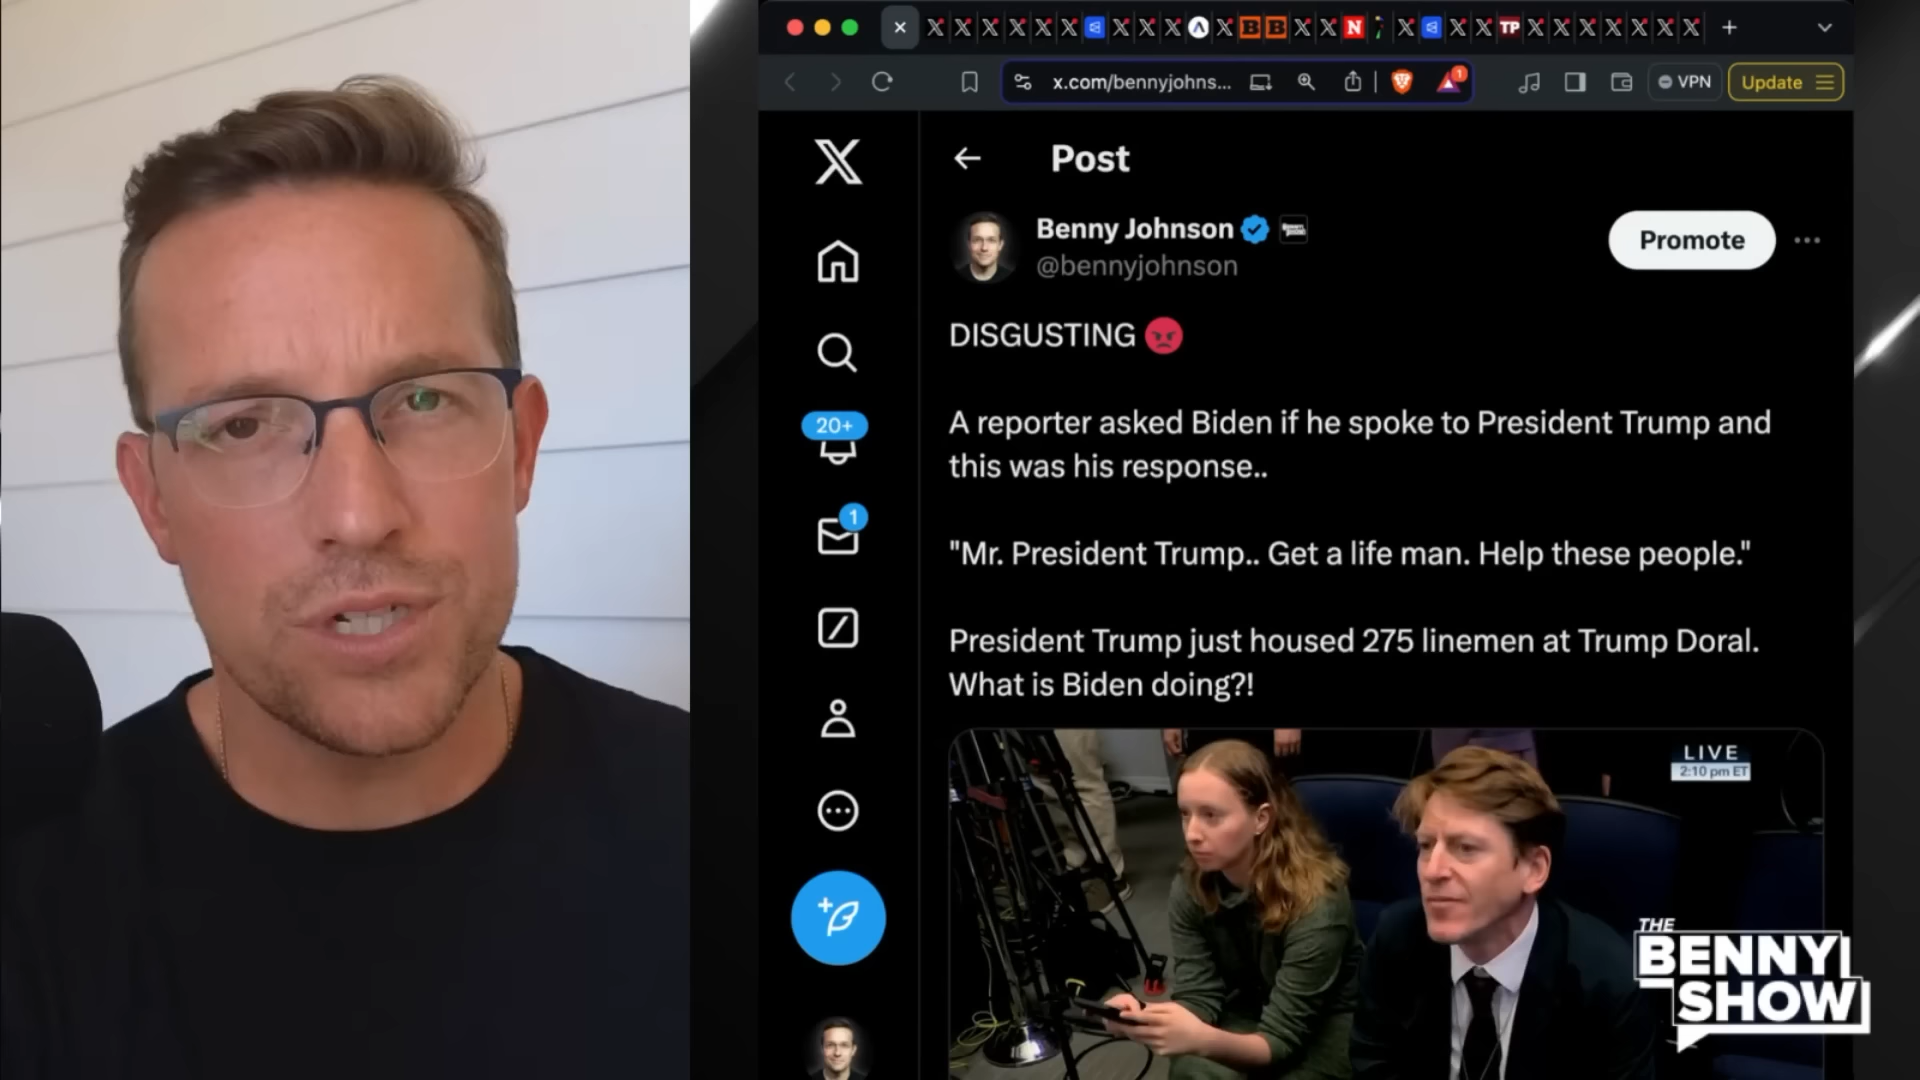 x.com/bennyjohns...
1
VPN
Update
Post
Benny Johnson
@bennyjohnson
Promote
DISGUSTING 😡
A reporter asked Biden if he spoke to President Trump and
this was his response..
"Mr. President Trump.. Get a life man. Help these people."
President Trump just housed 275 linemen at Trump Doral.
What is Biden doing?!
20+
1
LIVE
2:10 pm ET
THE
BENNY
SHOW
B
B
N
TP